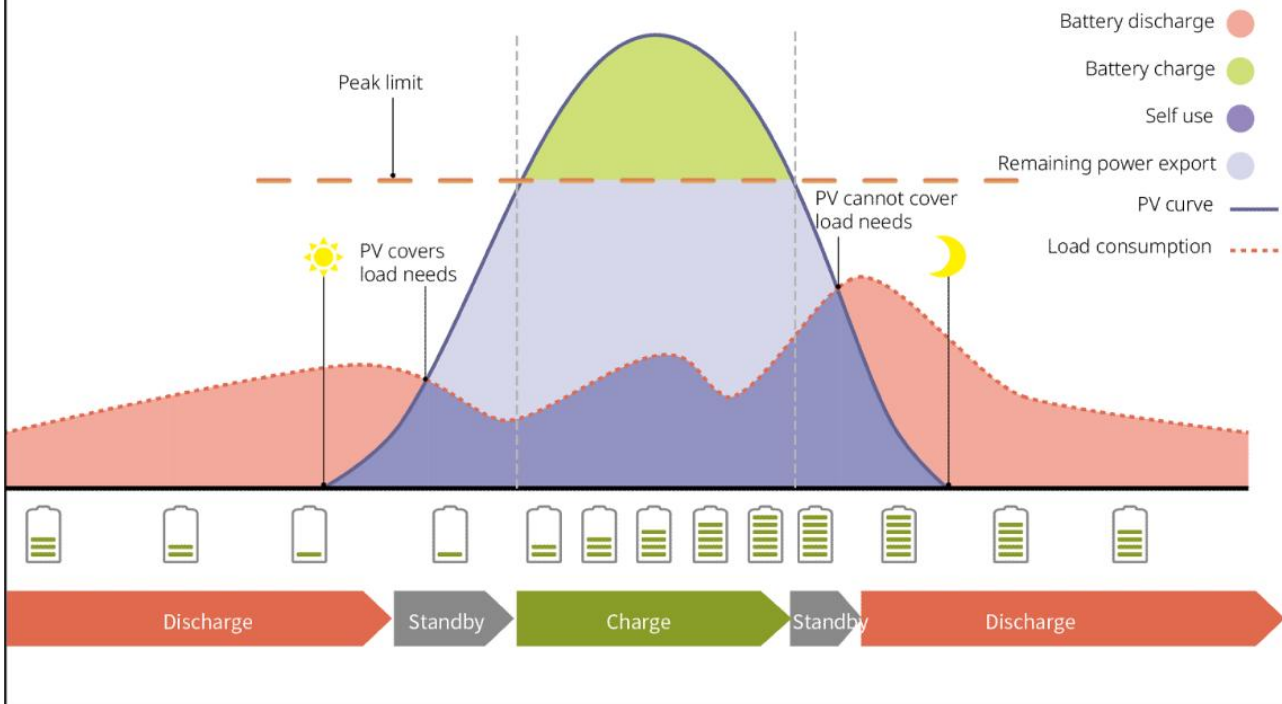 Battery discharge
Battery charge
Peak limit
Self use
Remaining power export
PV cannot cover
load needs
PV curve
PV covers
load needs
Load consumption
Discharge
Standby
Charge
Standby
Discharge